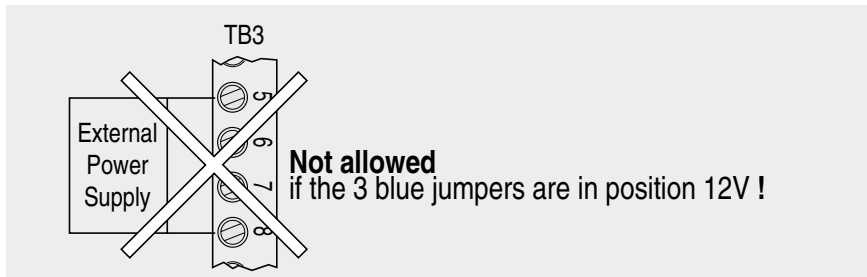 TB3
5
6
7
8
External
Power
Supply
Not allowed
if the 3 blue jumpers are in position 12V !